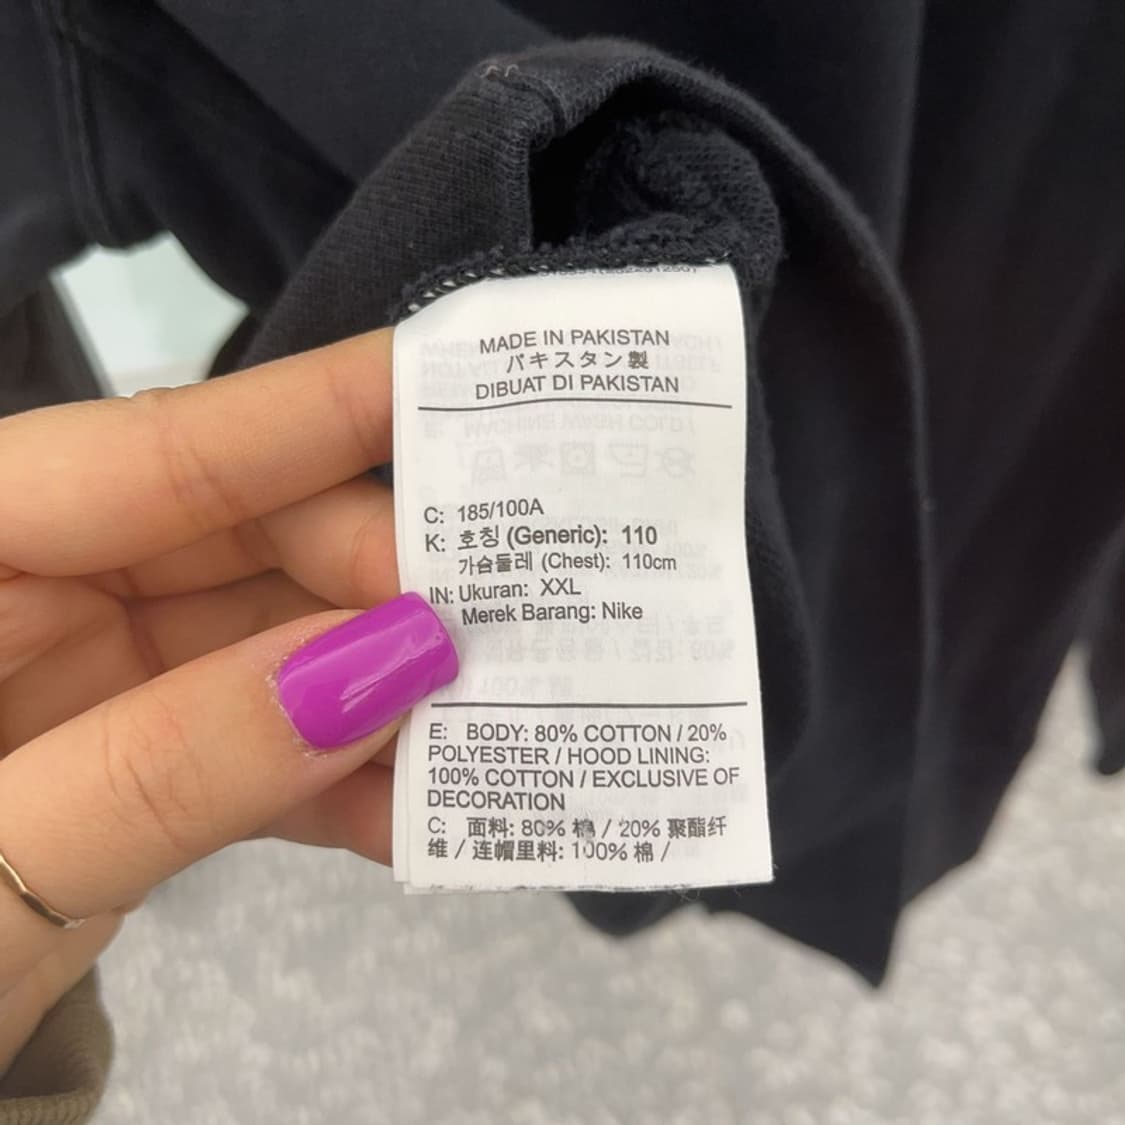 MADE IN PAKISTAN
パキスタン製
DIBUAT DI PAKISTAN
C: 185/100A
K: 호칭 (Generic): 110
가슴둘레 (Chest): 110cm
IN: Ukuran: XXL
Merek Barang: Nike
E: BODY: 80% COTTON / 20%
POLYESTER / HOOD LINING:
100% COTTON / EXCLUSIVE OF
DECORATION
C: 面料: 80% 棉 / 20% 聚酯纤
维 / 连帽里料: 100% 棉 /